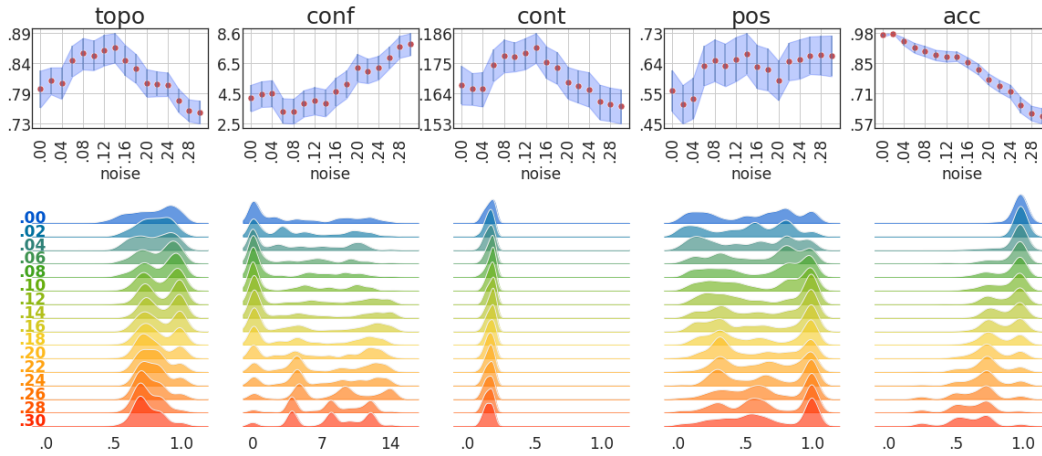 topo conf cont pos acc
.89 8.6 .186 .73 .98
.84 6.5 .175 .64 .85
.79 4.5 .164 .55 .71
.73 2.5 .153 .45 .57
.00 .04 .08 .12 .16 .20 .24 .28 .00 .04 .08 .12 .16 .20 .24 .28 .00 .04 .08 .12 .16 .20 .24 .28 .00 .04 .08 .12 .16 .20 .24 .28 .00 .04 .08 .12 .16 .20 .24 .28
noise noise noise noise noise
.00
.02
.04
.06
.08
.10
.12
.14
.16
.18
.20
.22
.24
.26
.28
.30
.0 .5 1.0 0 7 14 .0 .5 1.0 .0 .5 1.0 .0 .5 1.0